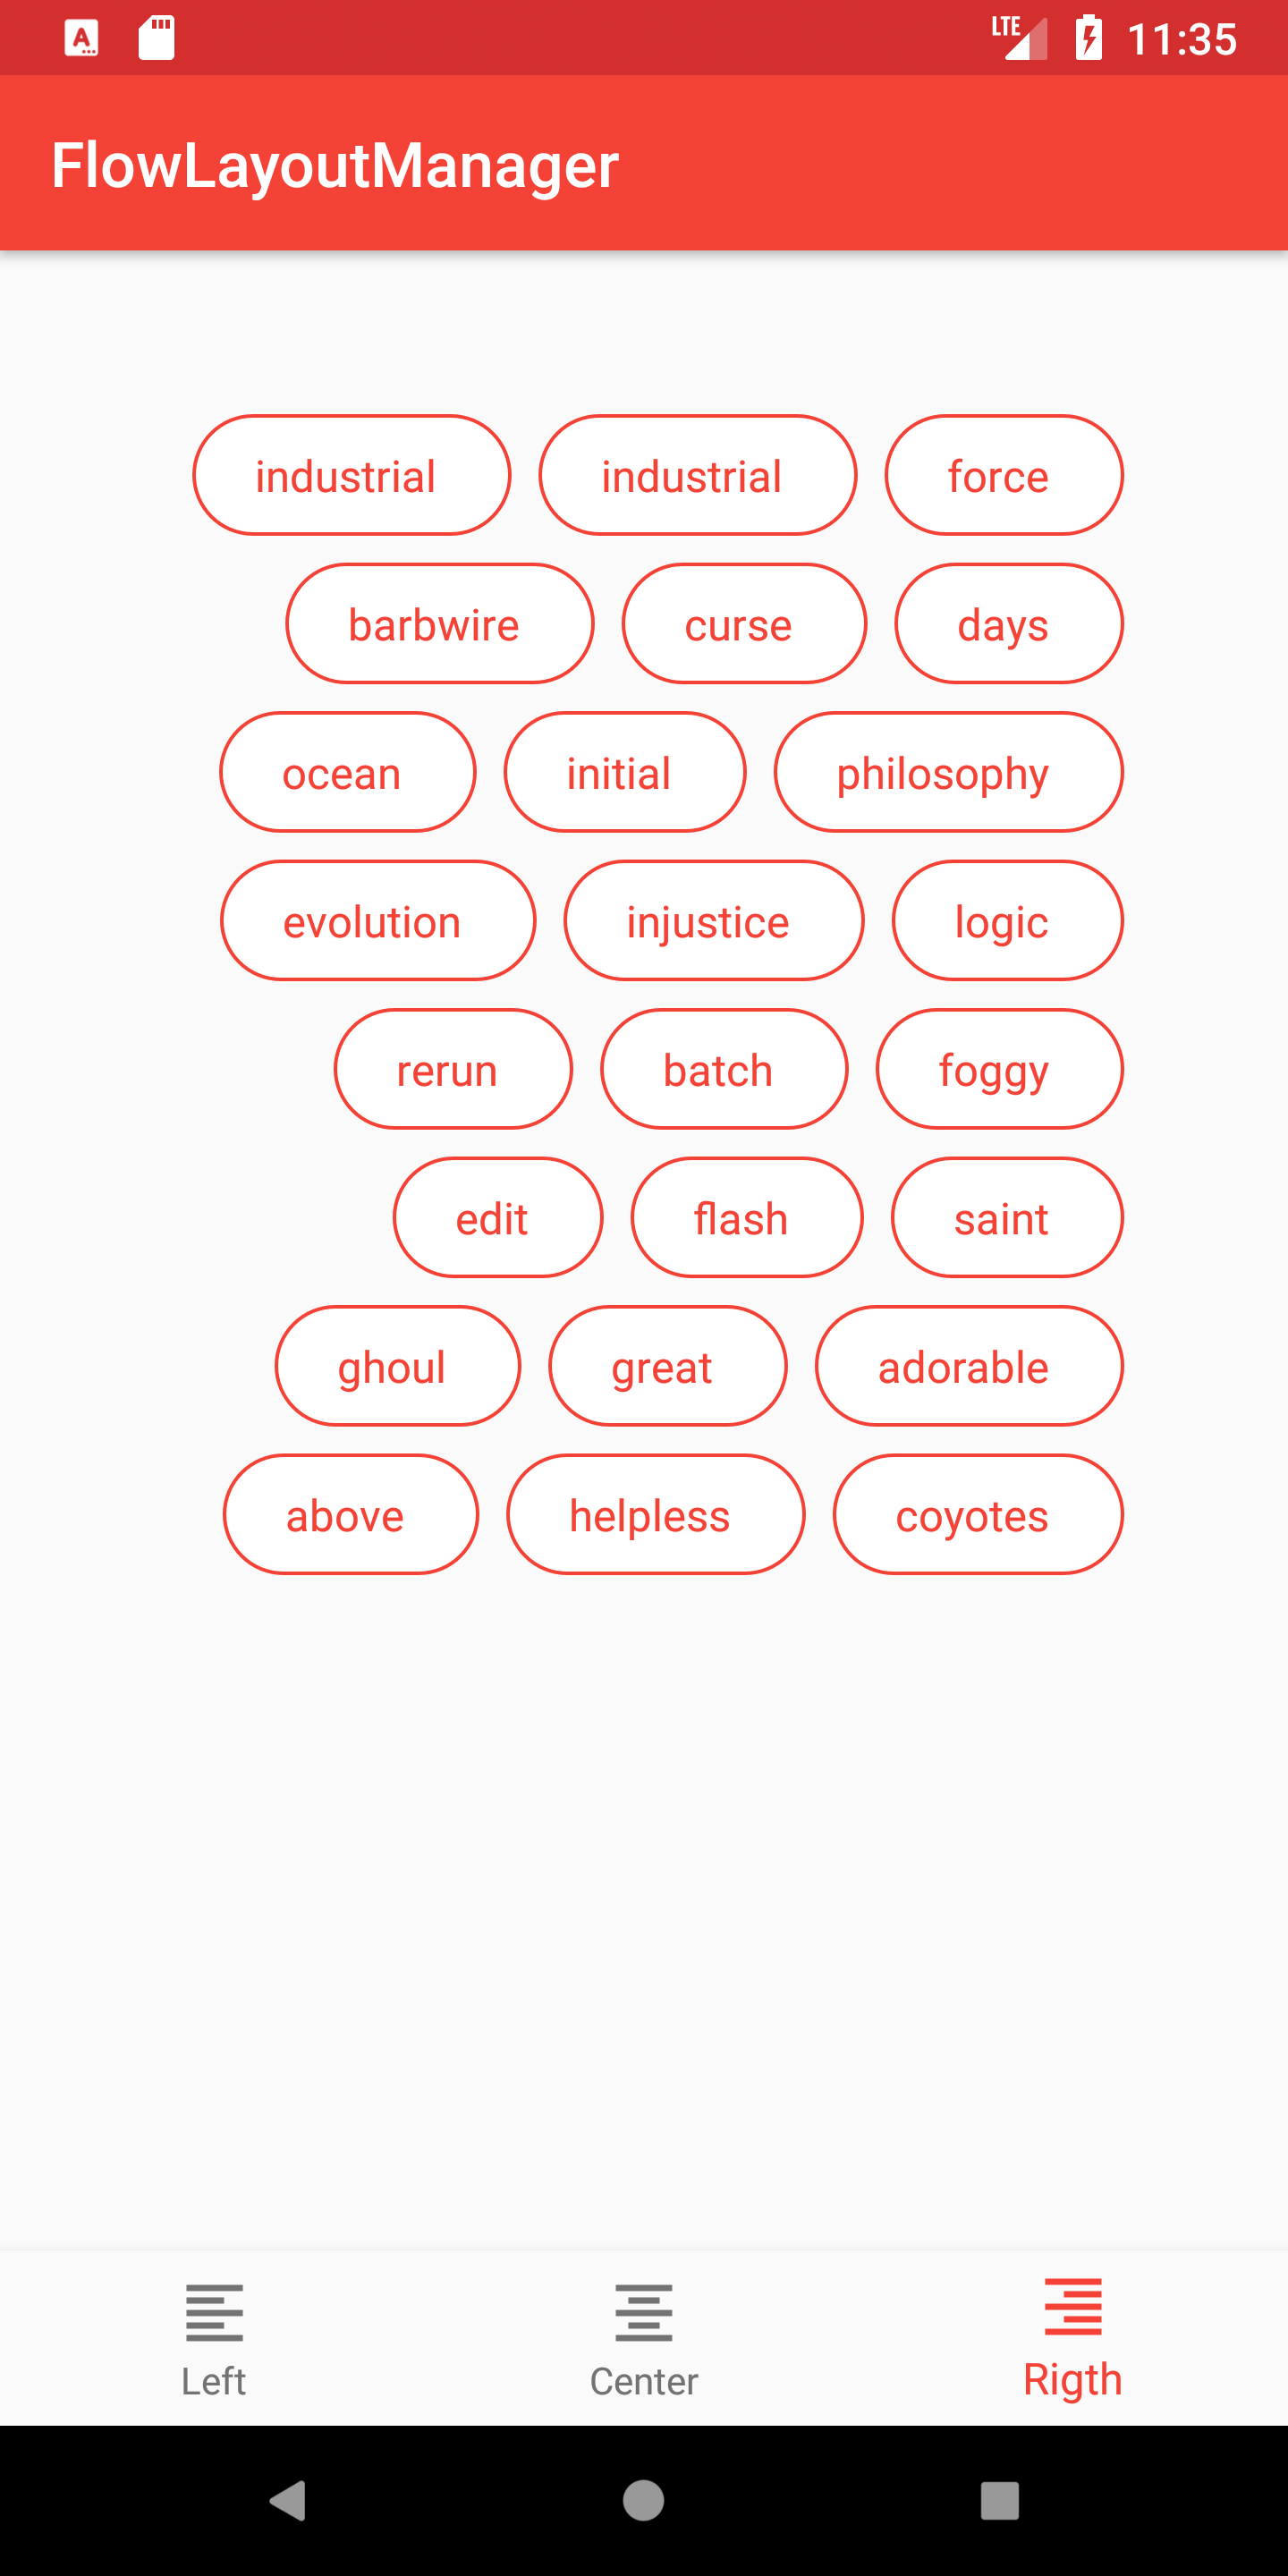 LTE 11:35
FlowLayoutManager
industrial industrial force
barbwire curse days
ocean initial philosophy
evolution injustice logic
rerun batch foggy
edit flash saint
ghoul great adorable
above helpless coyotes
Left Center Rigth